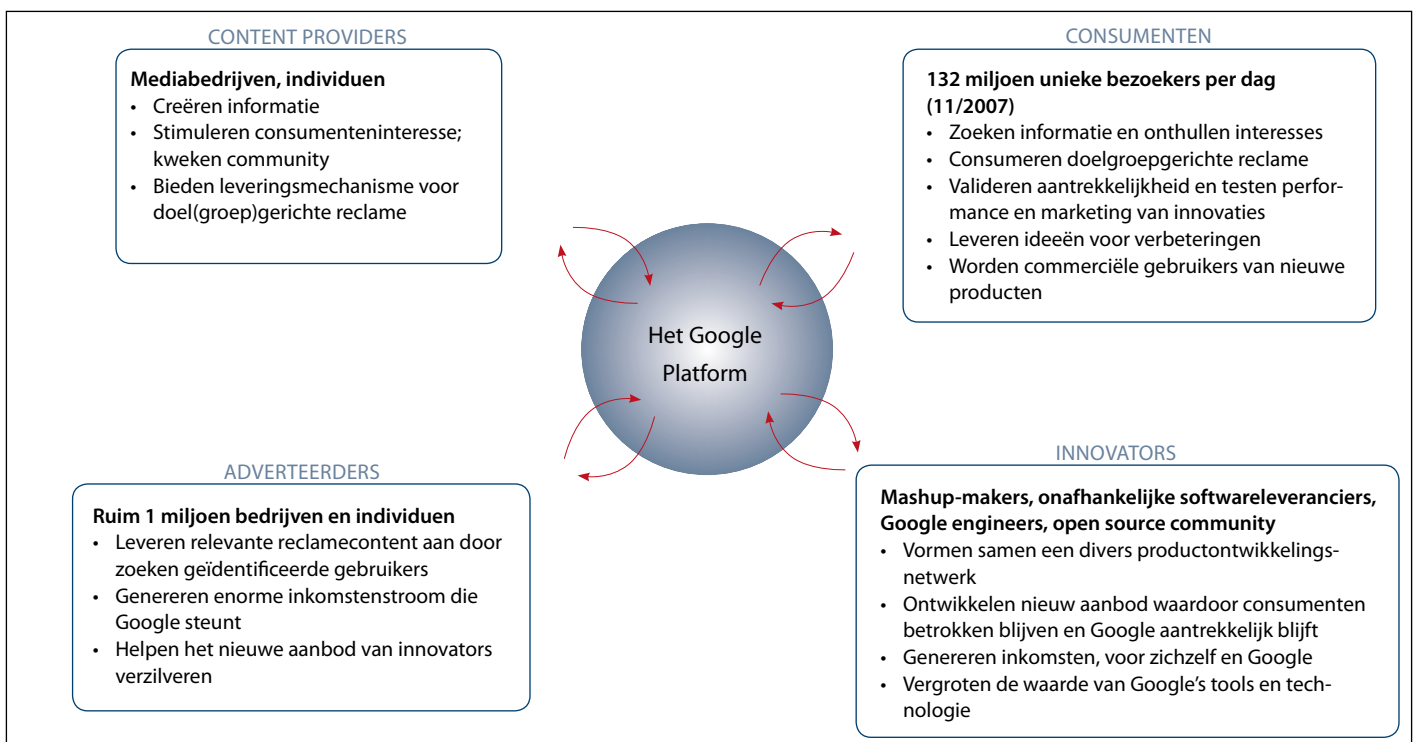 CONTENT PROVIDERS
Mediabedrijven, individuen
• Creëren informatie
• Stimuleren consumenteninteresse;
kweken community
• Bieden leveringsmechanisme voor
doel(groep)gerichte reclame
CONSUMENTEN
132 miljoen unieke bezoekers per dag
(11/2007)
• Zoeken informatie en onthullen interesses
• Consumeren doelgroepgerichte reclame
• Valideren aantrekkelijkheid en testen perfor-
mance en marketing van innovaties
• Leveren ideeën voor verbeteringen
• Worden commerciële gebruikers van nieuwe
producten
Het Google
Platform
ADVERTEERDERS
Ruim 1 miljoen bedrijven en individuen
• Leveren relevante reclamecontent aan door
zoeken geïdentificeerde gebruikers
• Genereren enorme inkomstenstroom die
Google steunt
• Helpen het nieuwe aanbod van innovators
verzilveren
INNOVATORS
Mashup-makers, onafhankelijke softwareleveranciers,
Google engineers, open source community
• Vormen samen een divers productontwikkelings-
netwerk
• Ontwikkelen nieuw aanbod waardoor consumenten
betrokken blijven en Google aantrekkelijk blijft
• Genereren inkomsten, voor zichzelf en Google
• Vergroten de waarde van Google's tools en tech-
nologie